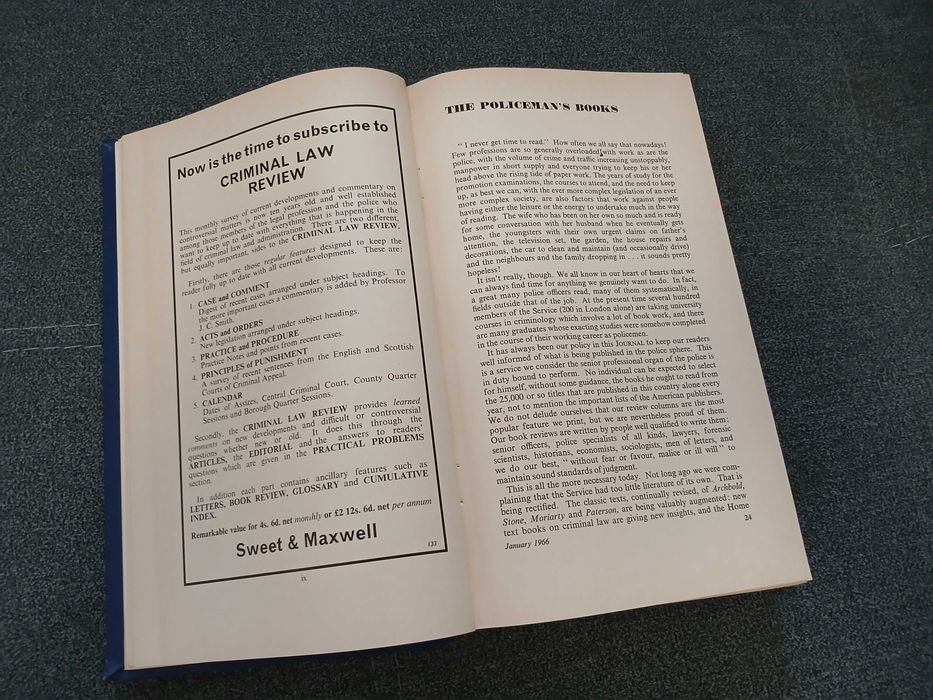 Now is the time to subscribe to
CRIMINAL LAW
REVIEW
This monthly survey of current developments and commentary on
controversial matters is now ten years old and well established
among those members of the legal profession and the police who
want to keep up to date with everything that is happening in the
field of criminal law and administration. There are two different,
but equally important, sides to the CRIMINAL LAW REVIEW.
Firstly, there are those regular features designed to keep the
reader fully up to date with all current developments. These are:
1. CASE and COMMENT
Digest of recent cases arranged under subject headings. To
the more important cases a commentary is added by Professor
J. C. Smith.
2. ACTS and ORDERS
New legislation arranged under subject headings.
3. PRACTICE and PROCEDURE
Practice Notes and points from recent cases.
4. PRINCIPLES of PUNISHMENT
A survey of recent sentences from the English and Scottish
Courts of Criminal Appeal.
5. CALENDAR
Dates of Assizes, Central Criminal Court, County Quarter
Sessions and Borough Quarter Sessions.
Secondly, the CRIMINAL LAW REVIEW provides learned
comments on new developments and difficult or controversial
questions whether new or old. It does this through the
ARTICLES, the EDITORIAL and the answers to readers'
questions which are given in the PRACTICAL PROBLEMS
section.
In addition each part contains ancillary features such as
LETTERS, BOOK REVIEW, GLOSSARY and CUMULATIVE
INDEX.
Remarkable value for 4s. 6d. net monthly or £2 12s. 6d. net per annum
Sweet & Maxwell
133
ix
THE POLICEMAN'S BOOKS
" I never get time to read." How often we all say that nowadays!
Few professions are so generally overloaded with work as are the
police, with the volume of crime and traffic increasing unstoppably,
manpower in short supply and everyone trying to keep his or her
head above the rising tide of paper work. The years of study for the
promotion examinations, the courses to attend, and the need to keep
up, as best we can, with the ever more complex legislation of an ever
more complex society, are also factors that work against people
having either the leisure or the energy to undertake much in the way
of reading. The wife who has been on her own so much and is ready
for some conversation with her husband when he eventually gets
home, the youngsters with their own urgent claims on father's
attention, the television set, the garden, the house repairs and
decorations, the car to clean and maintain (and occasionally drive)
and the neighbours and the family dropping in . . . it sounds pretty
hopeless!
It isn't really, though. We all know in our heart of hearts that we
can always find time for anything we genuinely want to do. In fact,
a great many police officers read, many of them systematically, in
fields outside that of the job. At the present time several hundred
members of the Service (200 in London alone) are taking university
courses in criminology which involve a lot of book work, and there
are many graduates whose exacting studies were somehow completed
in the course of their working career as policemen.
It has always been our policy in this JOURNAL to keep our readers
well informed of what is being published in the police sphere. This
is a service we consider the senior professional organ of the police is
in duty bound to perform. No individual can be expected to select
for himself, without some guidance, the books he ought to read from
the 25,000 or so titles that are published in this country alone every
year, not to mention the important lists of the American publishers.
We do not delude ourselves that our review columns are the most
popular feature we print, but we are nevertheless proud of them.
Our book reviews are written by people well qualified to write them:
senior officers, police specialists of all kinds, lawyers, forensic
scientists, historians, economists, sociologists, men of letters, and
we do our best, " without fear or favour, malice or ill will " to
maintain sound standards of judgment.
This is all the more necessary today. Not long ago we were com-
plaining that the Service had too little literature of its own. That is
being rectified. The classic texts, continually revised, of Archbold,
Stone, Moriarty and Paterson, are being valuably augmented: new
text books on criminal law are giving new insights, and the Home
24
January 1966